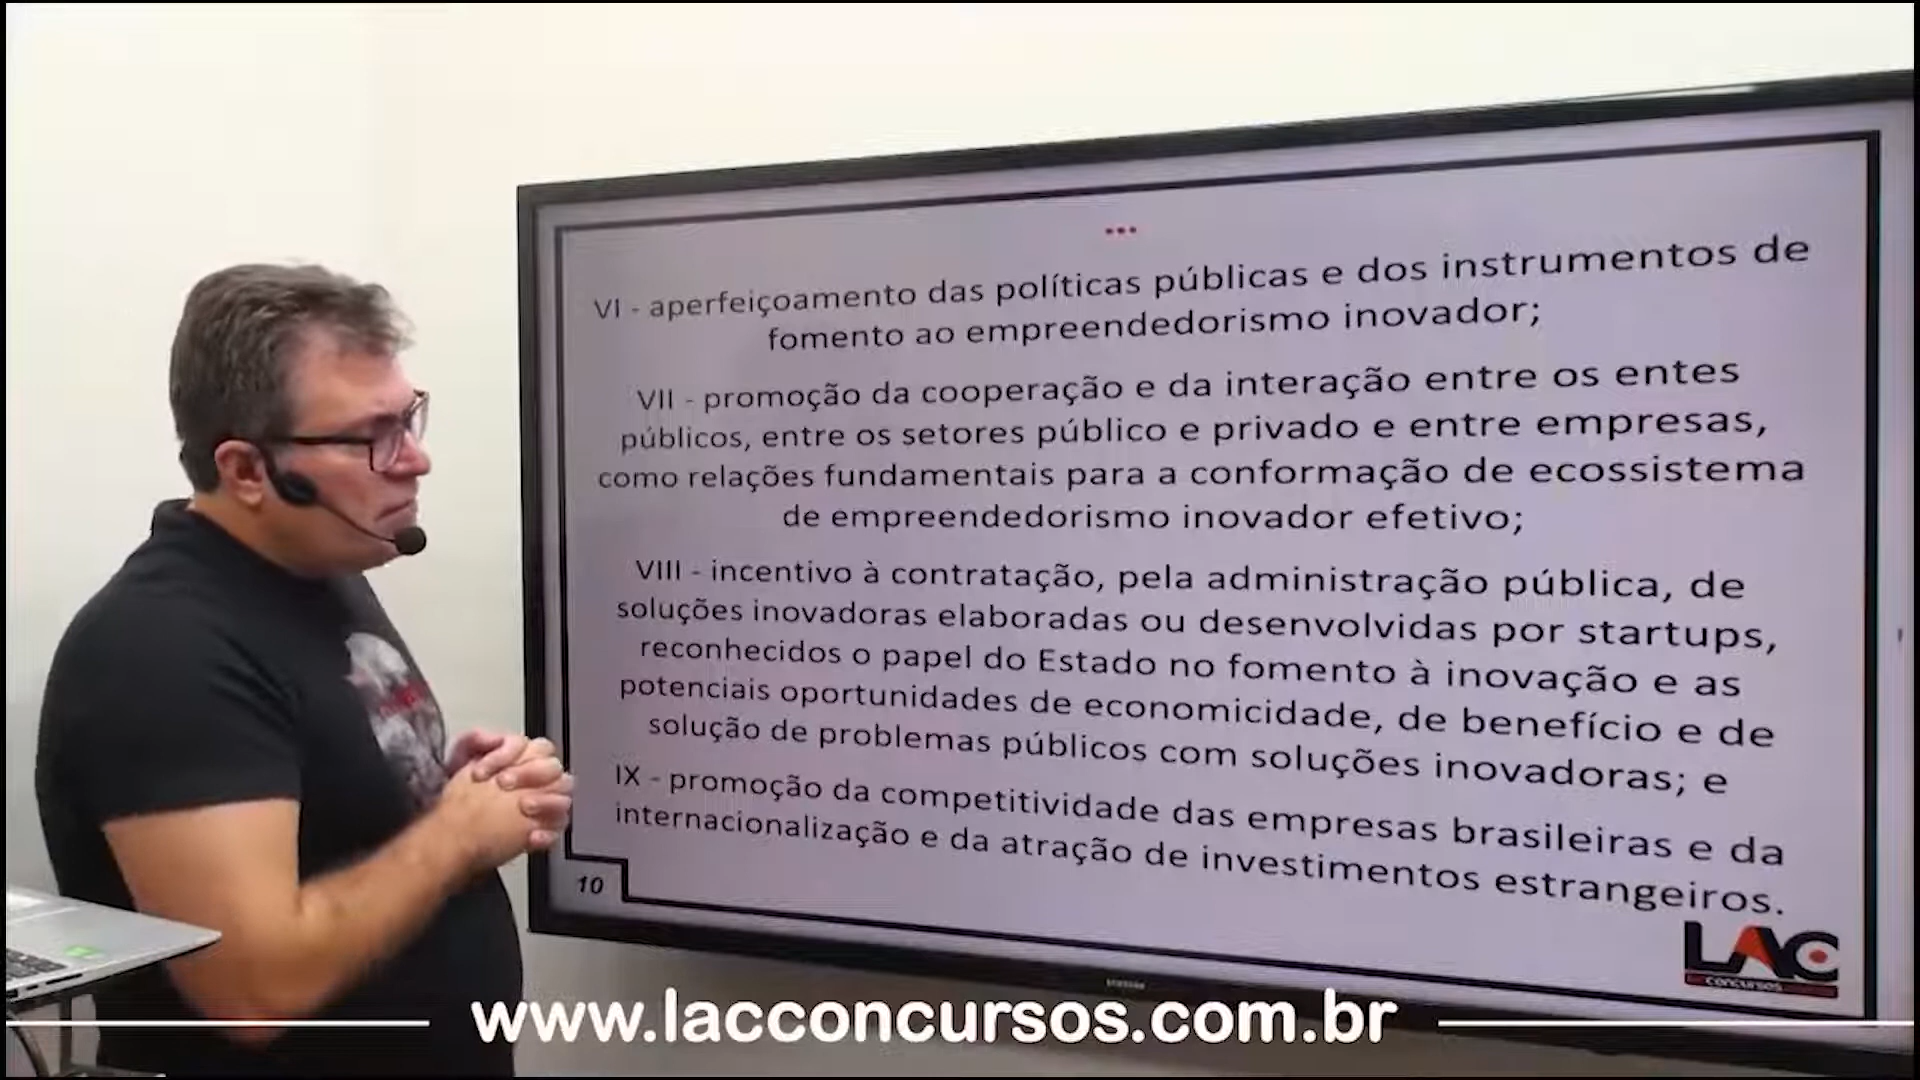 ...
VI - aperfeiçoamento das políticas públicas e dos instrumentos de
fomento ao empreendedorismo inovador;
VII - promoção da cooperação e da interação entre os entes
públicos, entre os setores público e privado e entre empresas,
como relações fundamentais para a conformação de ecossistema
de empreendedorismo inovador efetivo;
VIII - incentivo à contratação, pela administração pública, de
soluções inovadoras elaboradas ou desenvolvidas por startups,
reconhecidos o papel do Estado no fomento à inovação e as
potenciais oportunidades de economicidade, de benefício e de
solução de problemas públicos com soluções inovadoras; e
IX - promoção da competitividade das empresas brasileiras e da
internacionalização e da atração de investimentos estrangeiros.
10
LAC
concursos
www.lacconcursos.com.br